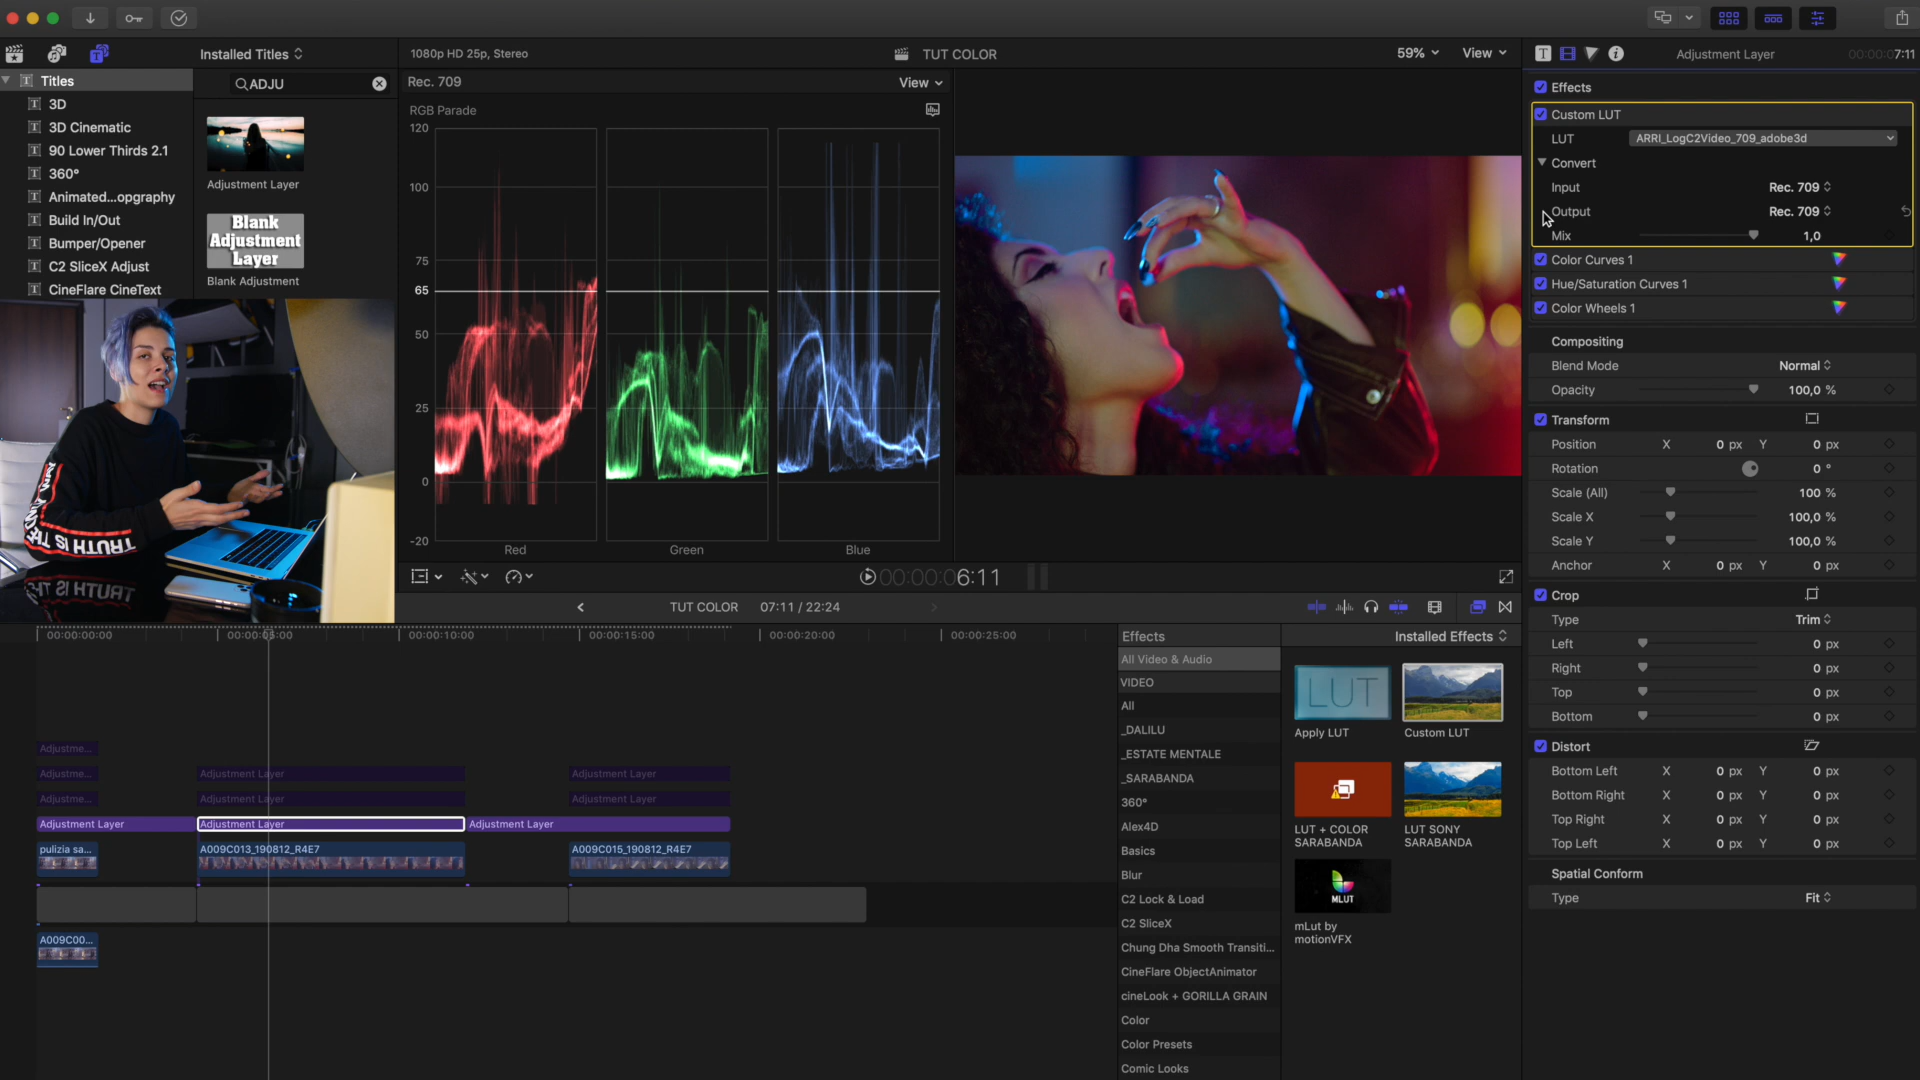 Installed Titles
1080p HD 25p, Stereo
TUT COLOR
59%
View
Adjustment Layer
00:00:07:11
Titles
3D
3D Cinematic
90 Lower Thirds 2.1
360°
Animated...opgraphy
Build In/Out
Bumper/Opener
C2 SliceX Adjust
CineFlare CineText
ADJU
Adjustment Layer
Blank
Adjustment
Layer
Blank Adjustment
Rec. 709
View
RGB Parade
120
100
75
65
50
25
0
-20
Red
Green
Blue
00:00:00:06:11
TUT COLOR
07:11 / 22:24
TRUTH IS THE
Effects
Custom LUT
LUT
ARRI_LogC2Video_709_adobe3d
Convert
Input
Rec. 709
Output
Rec. 709
Mix
1,0
Color Curves 1
Hue/Saturation Curves 1
Color Wheels 1
Compositing
Blend Mode
Normal
Opacity
100,0 %
Transform
Position
X
0 px
Y
0 px
Rotation
0 °
Scale (All)
100 %
Scale X
100,0 %
Scale Y
100,0 %
Anchor
X
0 px
Y
0 px
Crop
Type
Trim
Left
0 px
Right
0 px
Top
0 px
Bottom
0 px
Distort
Bottom Left
X
0 px
Y
0 px
Bottom Right
X
0 px
Y
0 px
Top Right
X
0 px
Y
0 px
Top Left
X
0 px
Y
0 px
Spatial Conform
Type
Fit
00:00:00:00
00:00:05:00
00:00:10:00
00:00:15:00
00:00:20:00
00:00:25:00
Adjustme...
Adjustme...
Adjustment Layer
Adjustment Layer
Adjustme...
Adjustment Layer
Adjustment Layer
Adjustment Layer
Adjustment Layer
Adjustment Layer
pulizia sa...
A009C013_190812_R4E7
A009C015_190812_R4E7
A009C00...
Effects
Installed Effects
All Video & Audio
VIDEO
All
_DALILU
_ESTATE MENTALE
_SARABANDA
360°
Alex4D
Basics
Blur
C2 Lock & Load
C2 SliceX
Chung Dha Smooth Transiti...
CineFlare ObjectAnimator
cineLook + GORILLA GRAIN
Color
Color Presets
Comic Looks
LUT
Apply LUT
Custom LUT
LUT + COLOR
SARABANDA
LUT SONY
SARABANDA
MLUT
mLut by
motionVFX